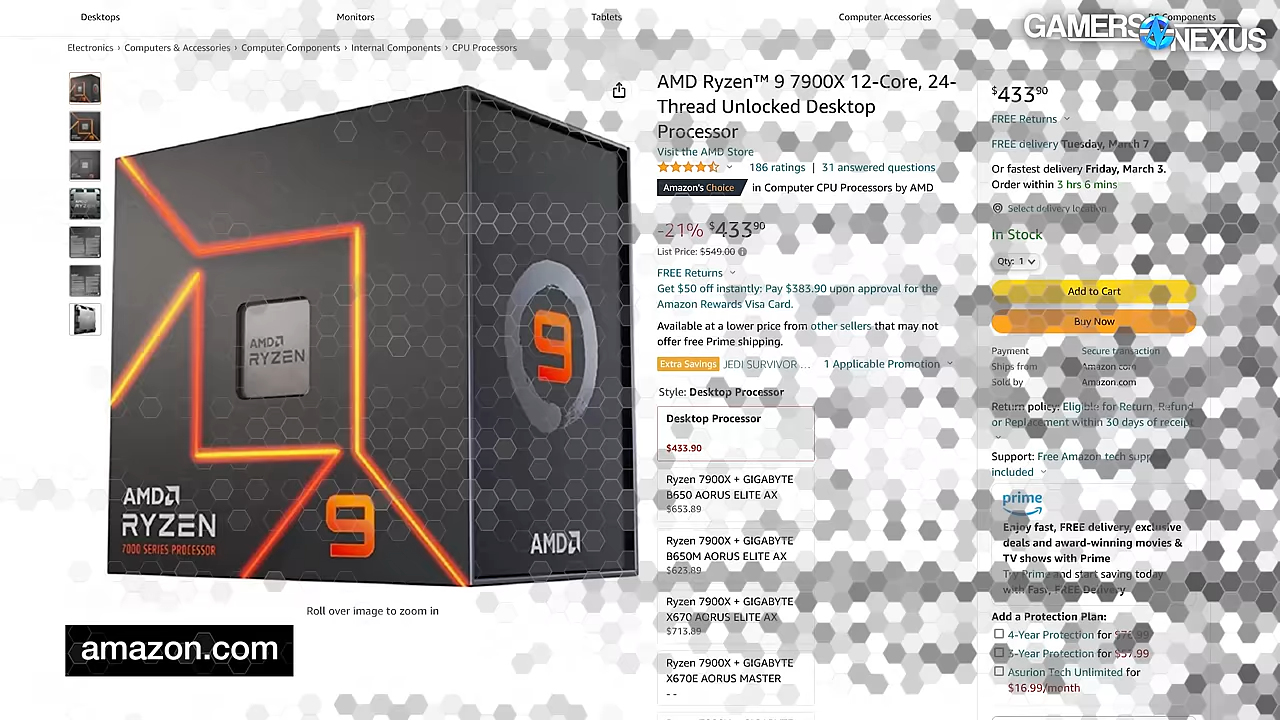 Desktops
Monitors
Tablets
Computer Accessories
PC Components
GAMERS NEXUS
Electronics › Computers & Accessories › Computer Components › Internal Components › CPU Processors
AMD
RYZEN
9
AMD
RYZEN
7000 SERIES PROCESSOR
9
AMD
Roll over image to zoom in
amazon.com
AMD Ryzen™ 9 7900X 12-Core, 24-
Thread Unlocked Desktop
Processor
Visit the AMD Store
186 ratings | 31 answered questions
Amazon's Choice in Computer CPU Processors by AMD
-21% $433⁹⁰
List Price: $549.00
FREE Returns
Get $50 off instantly: Pay $383.90 upon approval for the
Amazon Rewards Visa Card.
Available at a lower price from other sellers that may not
offer free Prime shipping.
Extra Savings JEDI SURVIVOR ... 1 Applicable Promotion
Style: Desktop Processor
Desktop Processor
$433.90
Ryzen 7900X + GIGABYTE
B650 AORUS ELITE AX
$653.89
Ryzen 7900X + GIGABYTE
B650M AORUS ELITE AX
$623.89
Ryzen 7900X + GIGABYTE
X670 AORUS ELITE AX
$713.89
Ryzen 7900X + GIGABYTE
X670E AORUS MASTER
- -
$433⁹⁰
FREE Returns
FREE delivery Tuesday, March 7
Or fastest delivery Friday, March 3.
Order within 3 hrs 6 mins
Select delivery location
In Stock
Qty: 1
Add to Cart
Buy Now
Payment Secure transaction
Ships from Amazon.com
Sold by Amazon.com
Return policy: Eligible for Return, Refund
or Replacement within 30 days of receipt
Support: Free Amazon tech support
included
prime
Enjoy fast, FREE delivery, exclusive
deals and award-winning movies &
TV shows with Prime
Try Prime and start saving today
with Fast, FREE Delivery
Add a Protection Plan:
4-Year Protection for
3-Year Protection for $57.99
Asurion Tech Unlimited for
$16.99/month